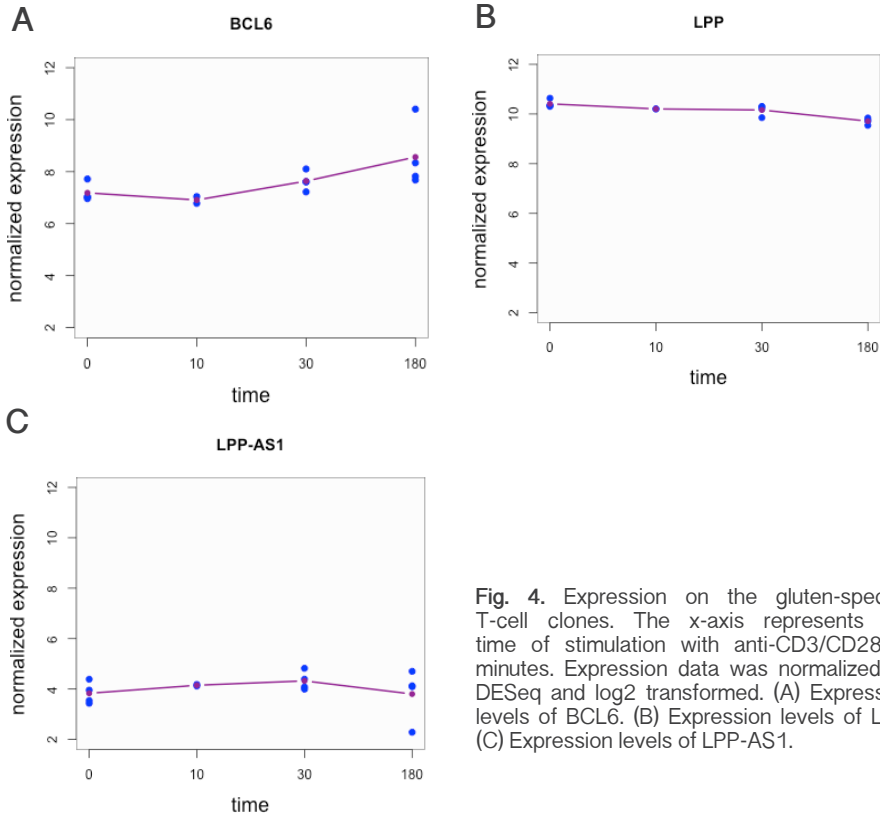 A
BCL6
normalized expression
12
10
8
6
4
2
0 10 30 180
time
B
LPP
normalized expression
12
10
8
6
4
2
0 10 30 180
time
C
LPP-AS1
normalized expression
12
10
8
6
4
2
0 10 30 180
time
Fig. 4. Expression on the gluten-spec
T-cell clones. The x-axis represents
time of stimulation with anti-CD3/CD28
minutes. Expression data was normalized
DESeq and log2 transformed. (A) Express
levels of BCL6. (B) Expression levels of L
(C) Expression levels of LPP-AS1.